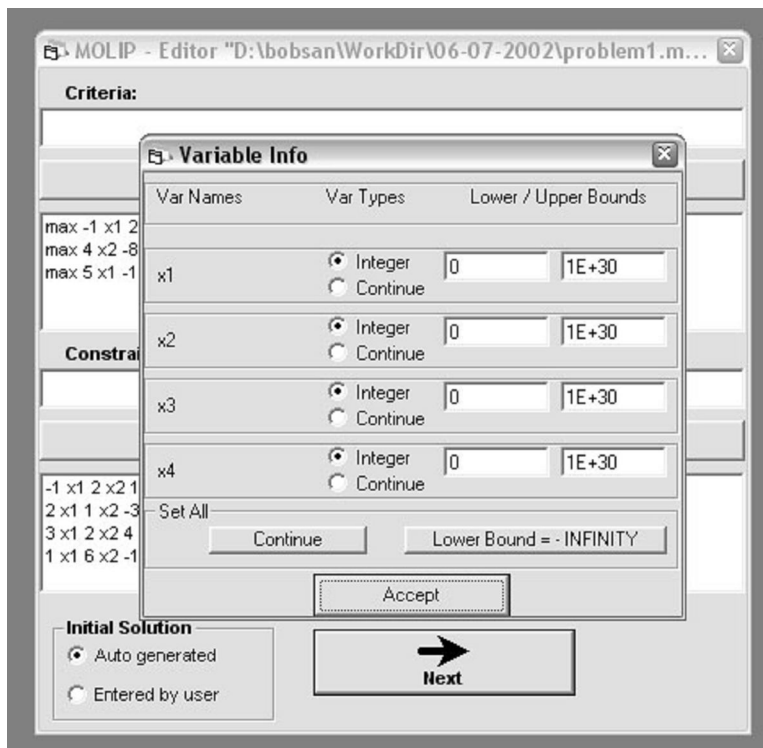 MOLIP - Editor "D:\bobsan\WorkDir\06-07-2002\problem1.m...
Criteria:
Variable Info
Var Names Var Types Lower / Upper Bounds
max -1 x1 2
max 4 x2 -8
max 5 x1 -1
x1 Integer 0 1E+30
Continue
x2 Integer 0 1E+30
Continue
Constrai
x3 Integer 0 1E+30
Continue
x4 Integer 0 1E+30
Continue
-1 x1 2 x2 1
2 x1 1 x2 -3
3 x1 2 x2 4
1 x1 6 x2 -1
Set All
Continue Lower Bound = - INFINITY
Accept
Initial Solution
Auto generated
Entered by user
Next